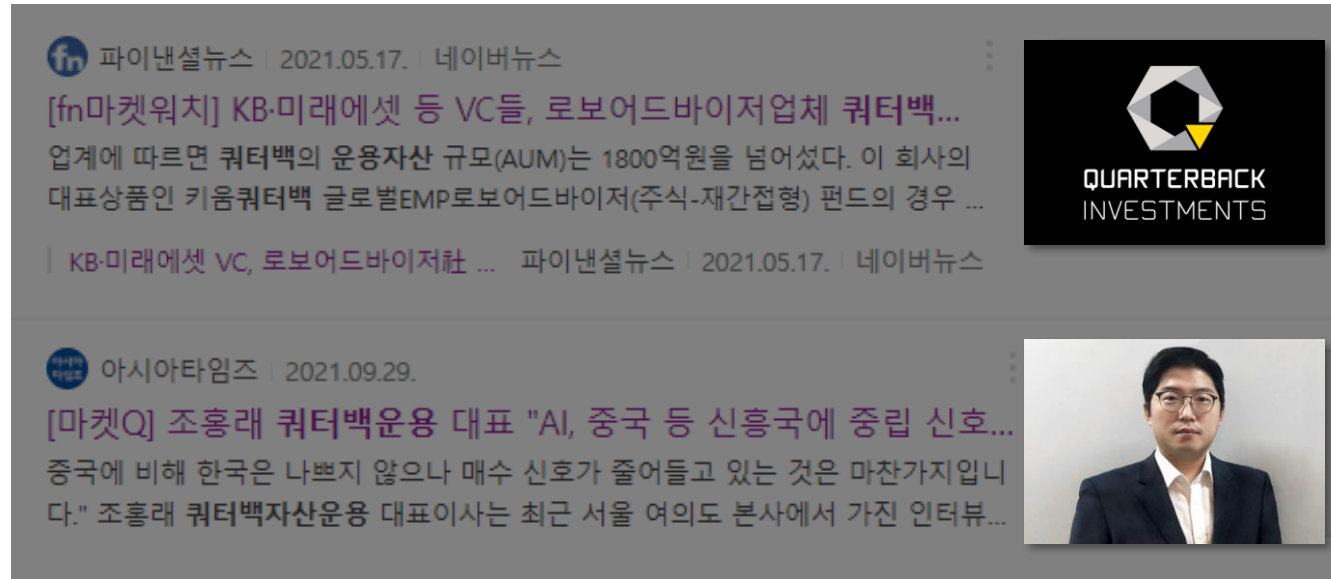 fn 파이낸셜뉴스 2021.05.17. 네이버뉴스
[fn마켓워치] KB·미래에셋 등 VC들, 로보어드바이저업체 쿼터백...
업계에 따르면 쿼터백의 운용자산 규모(AUM)는 1800억원을 넘어섰다. 이 회사의
대표상품인 키움쿼터백 글로벌EMP로보어드바이저(주식-재간접형) 펀드의 경우 ...
KB·미래에셋 VC, 로보어드바이저社 ... 파이낸셜뉴스 2021.05.17. 네이버뉴스
QUARTERBACK
INVESTMENTS
아시아타임즈 아시아타임즈 2021.09.29.
[마켓Q] 조홍래 쿼터백운용 대표 "AI, 중국 등 신흥국에 중립 신호...
중국에 비해 한국은 나쁘지 않으나 매수 신호가 줄어들고 있는 것은 마찬가지입니
다." 조홍래 쿼터백자산운용 대표이사는 최근 서울 여의도 본사에서 가진 인터뷰...